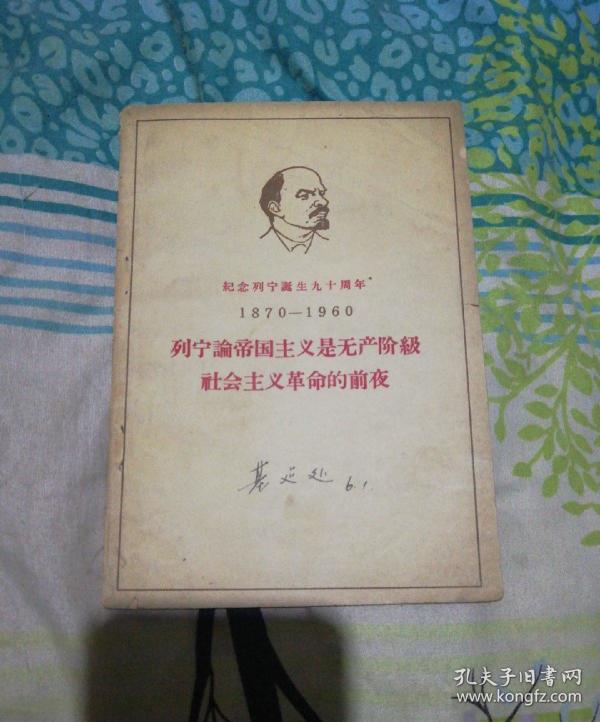 紀念列宁誕生九十周年
1870—1960
列宁論帝国主义是无产阶級
社会主义革命的前夜
6.1.
孔夫子旧书网
www.kongfz.com